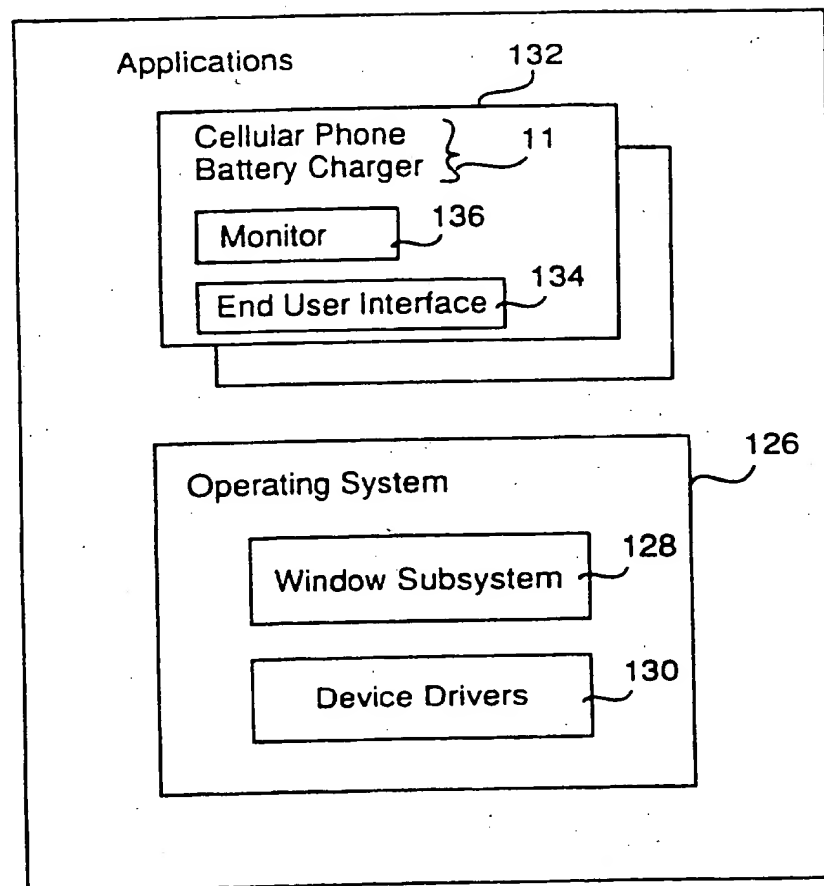 Applications
132
Cellular Phone
Battery Charger
11
Monitor
136
End User Interface
134
126
Operating System
Window Subsystem
128
Device Drivers
130